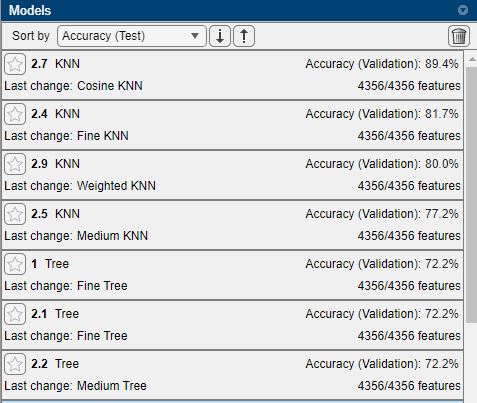 Models
Sort by Accuracy (Test)
2.7 KNN Accuracy (Validation): 89.4%
Last change: Cosine KNN 4356/4356 features
2.4 KNN Accuracy (Validation): 81.7%
Last change: Fine KNN 4356/4356 features
2.9 KNN Accuracy (Validation): 80.0%
Last change: Weighted KNN 4356/4356 features
2.5 KNN Accuracy (Validation): 77.2%
Last change: Medium KNN 4356/4356 features
1 Tree Accuracy (Validation): 72.2%
Last change: Fine Tree 4356/4356 features
2.1 Tree Accuracy (Validation): 72.2%
Last change: Fine Tree 4356/4356 features
2.2 Tree Accuracy (Validation): 72.2%
Last change: Medium Tree 4356/4356 features